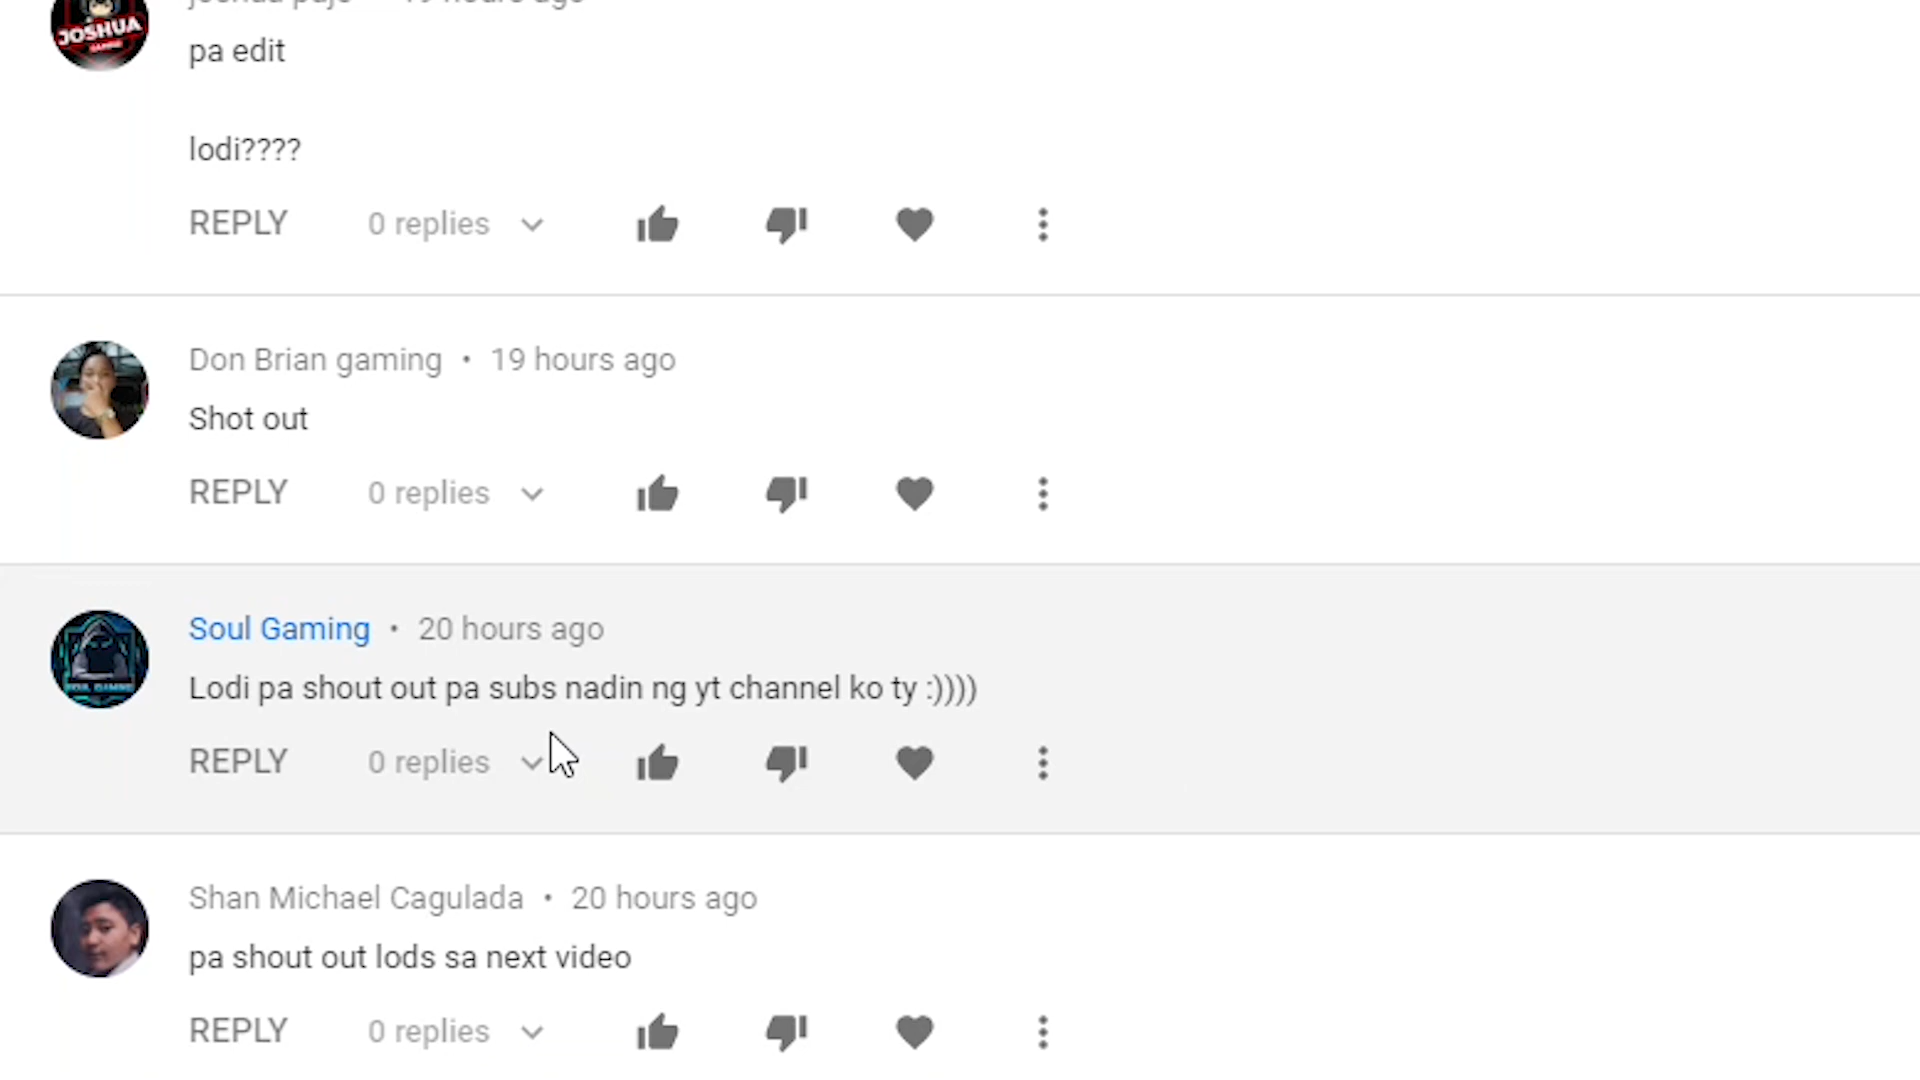 JOSHUA
pa edit
lodi????
REPLY 0 replies
Don Brian gaming • 19 hours ago
Shot out
REPLY 0 replies
Soul Gaming • 20 hours ago
Lodi pa shout out pa subs nadin ng yt channel ko ty :))))
REPLY 0 replies
Shan Michael Cagulada • 20 hours ago
pa shout out lods sa next video
REPLY 0 replies